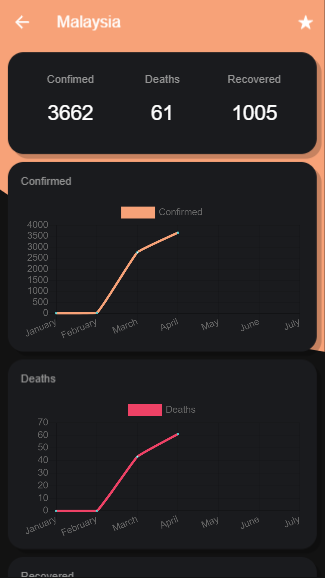 Malaysia
Confimed Deaths Recovered
3662 61 1005
Confirmed
Confirmed
4000
3500
3000
2500
2000
1500
1000
500
0
January February March April May June July
Deaths
Deaths
70
60
50
40
30
20
10
0
January February March April May June July
Recovered